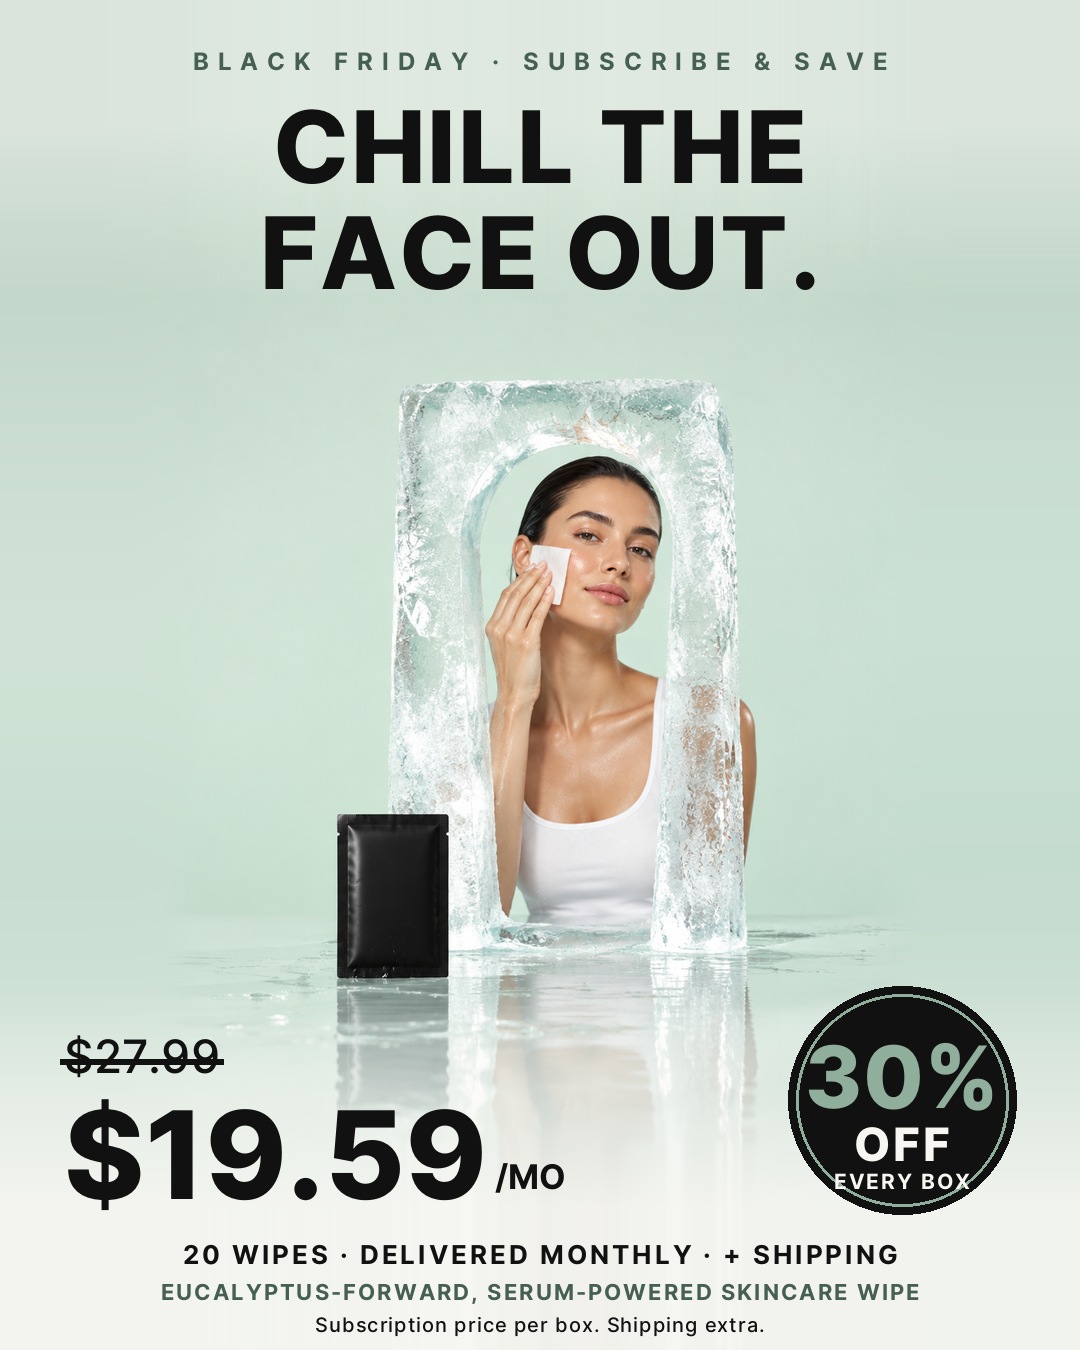 BLACK FRIDAY · SUBSCRIBE & SAVE
CHILL THE
FACE OUT.
$27.99
$19.59 /MO
30%
OFF
EVERY BOX
20 WIPES · DELIVERED MONTHLY · + SHIPPING
EUCALYPTUS-FORWARD, SERUM-POWERED SKINCARE WIPE
Subscription price per box. Shipping extra.